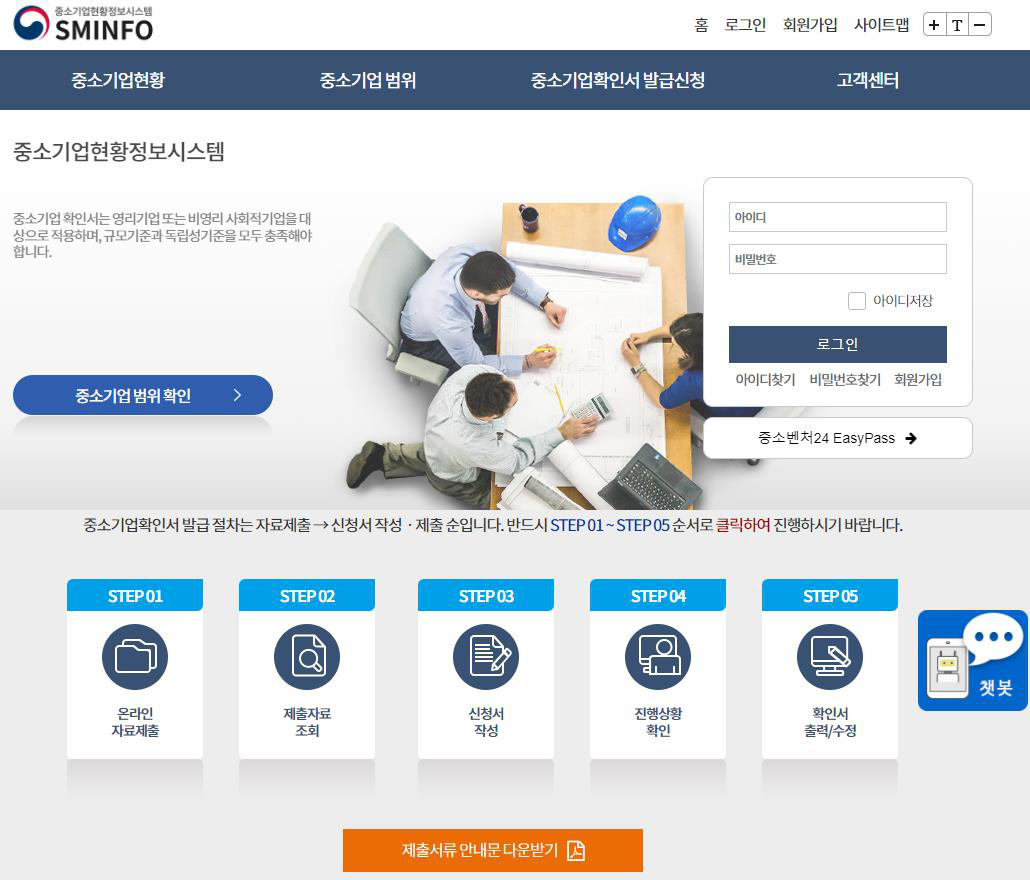 중소기업현황정보시스템
SMINFO
홈 로그인 회원가입 사이트맵 + T −
중소기업현황 중소기업 범위 중소기업확인서 발급신청 고객센터
중소기업현황정보시스템
중소기업 확인서는 영리기업 또는 비영리 사회적기업을 대
상으로 적용하며, 규모기준과 독립성기준을 모두 충족해야
합니다.
중소기업 범위 확인
아이디
비밀번호
아이디저장
로그인
아이디찾기 비밀번호찾기 회원가입
중소벤처24 EasyPass →
중소기업확인서 발급 절차는 자료제출 → 신청서 작성 · 제출 순입니다. 반드시 STEP 01 ~ STEP 05 순서로 클릭하여 진행하시기 바랍니다.
STEP 01
온라인
자료제출
STEP 02
제출자료
조회
STEP 03
신청서
작성
STEP 04
진행상황
확인
STEP 05
확인서
출력/수정
챗봇
제출서류 안내문 다운받기